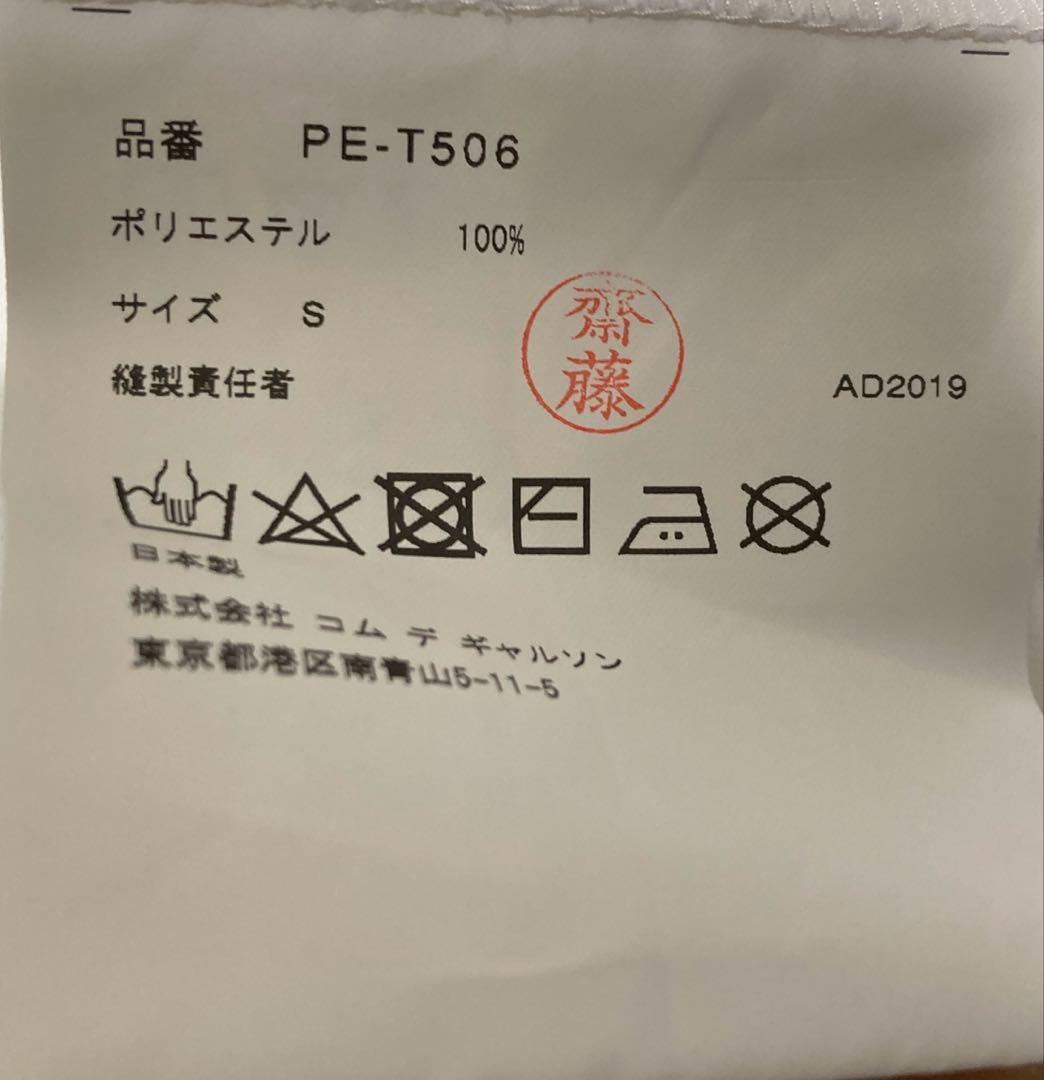 品番 PE-T506
ポリエステル 100%
サイズ S
縫製責任者 齋藤 AD2019
日本製
株式会社 コム デ ギャルソン
東京都港区南青山5-11-5